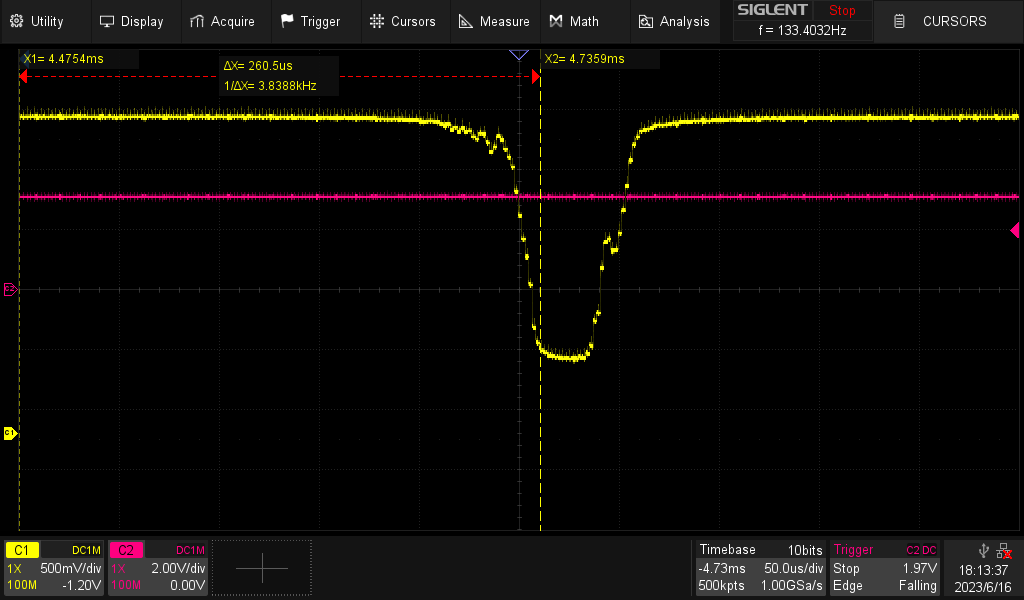 Utility Display Acquire Trigger Cursors Measure Math Analysis SIGLENT Stop CURSORS
f = 133.4032Hz
X1= 4.4754ms X2= 4.7359ms
ΔX= 260.5us
1/ΔX= 3.8388kHz
C2
C1
C1 DC1M C2 DC1M Timebase 10bits Trigger C2 DC
1X 500mV/div 1X 2.00V/div -4.73ms 50.0us/div Stop 1.97V 18:13:37
100M -1.20V 100M 0.00V 500kpts 1.00GSa/s Edge Falling 2023/6/16